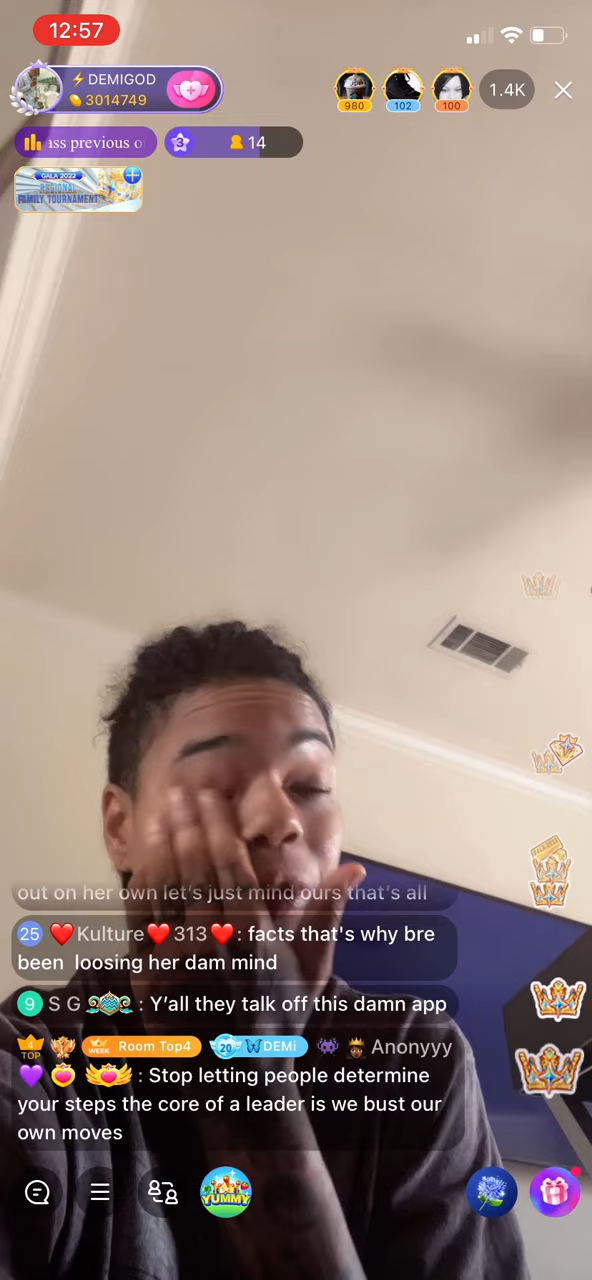 12:57
⚡DEMIGOD
3014749
980
102
100
1.4K
ass previous o
3
14
GALA 2022
REGIONAL
FAMILY TOURNAMENT
out on her own let's just mind ours that's all
25 ❤️Kulture❤️313❤️: facts that's why bre
been loosing her dam mind
9 S G : Y'all they talk off this damn app
4 TOP WEEK Room Top4 20 DEMi Anonyyy
: Stop letting people determine
your steps the core of a leader is we bust our
own moves
YUMMY